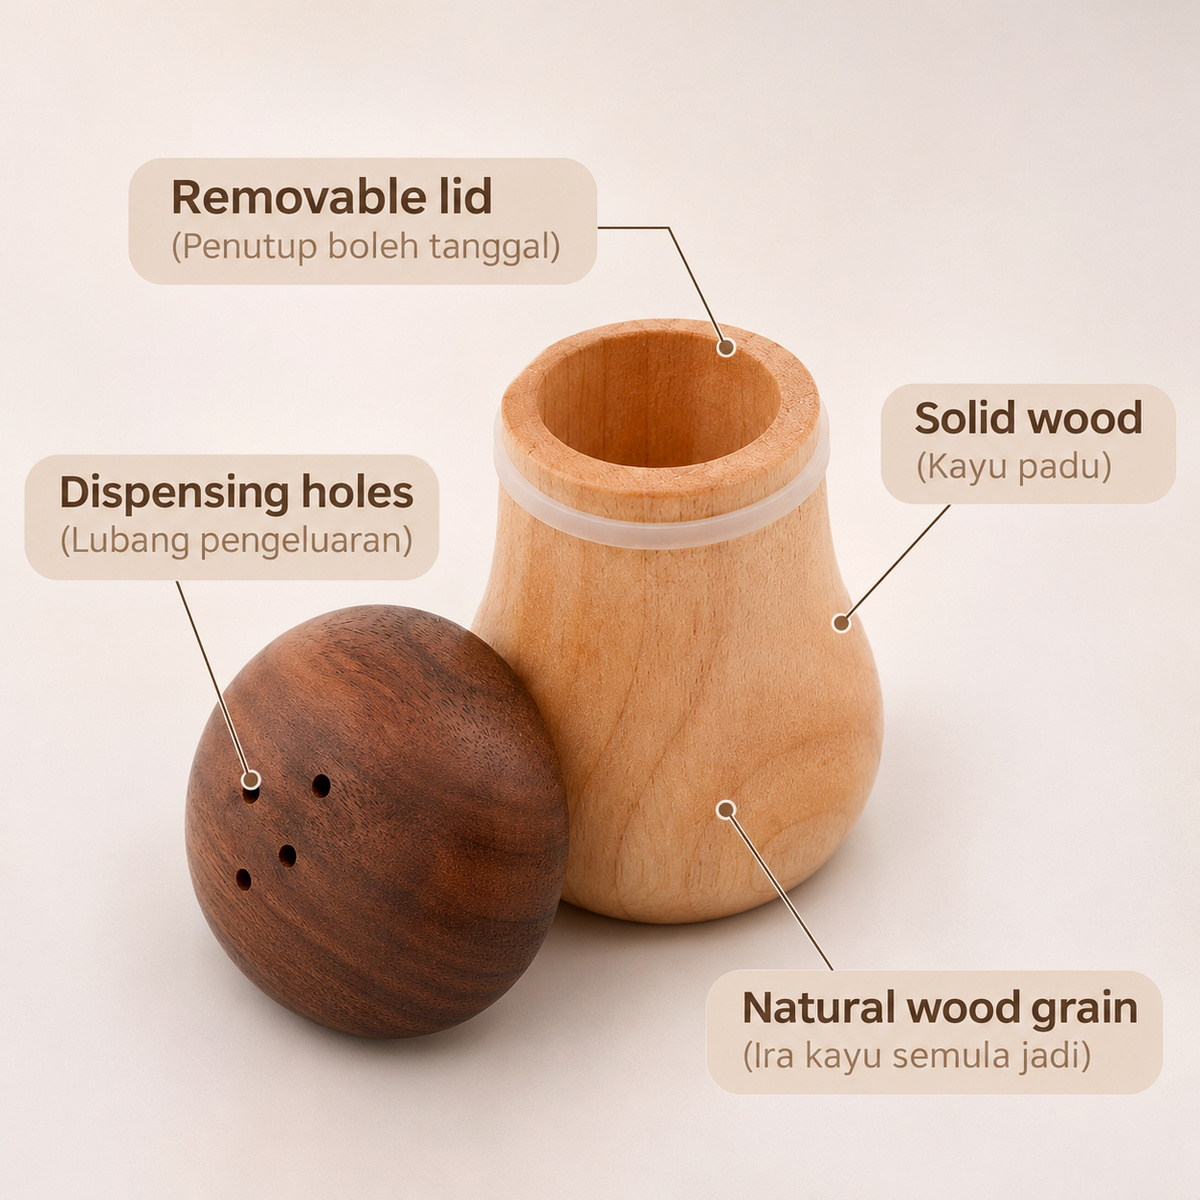 Removable lid
(Penutup boleh tanggal)
Solid wood
(Kayu padu)
Dispensing holes
(Lubang pengeluaran)
Natural wood grain
(Ira kayu semula jadi)